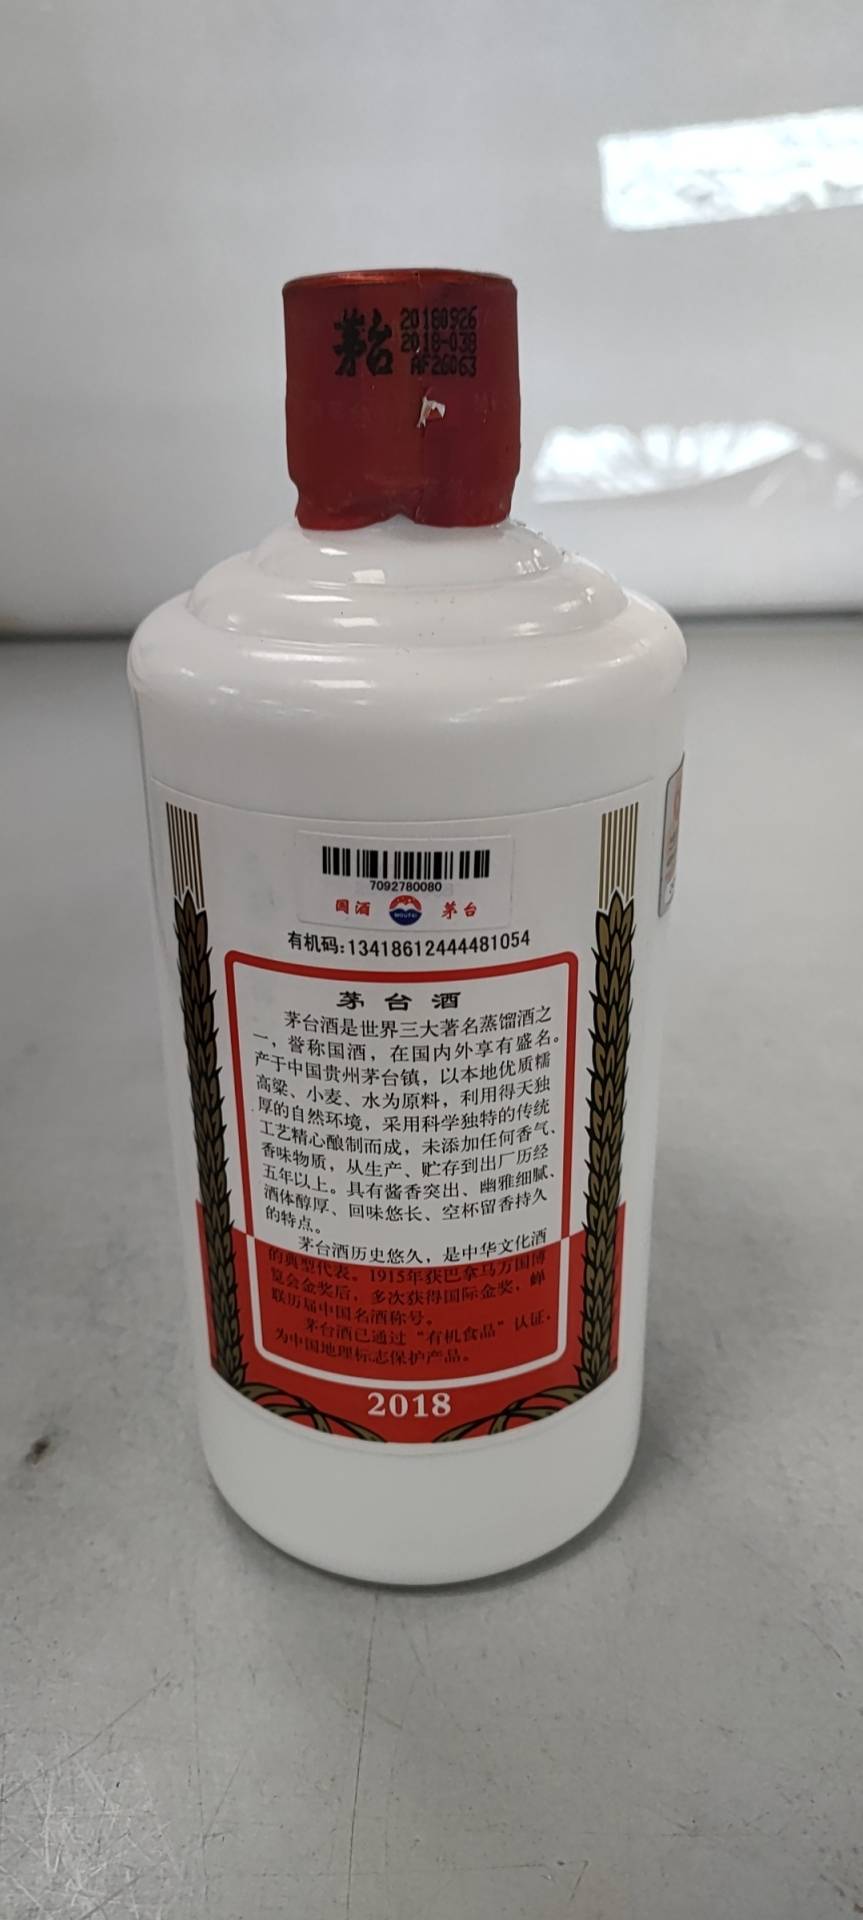 茅台
20180926
2018-038
AF26063
7092780080
国酒
MOUTAI
茅台
有机码:13418612444481054
茅台酒
茅台酒是世界三大著名蒸馏酒之
一，誉称国酒，在国内外享有盛名。
产于中国贵州茅台镇，以本地优质糯
高粱、小麦、水为原料，利用得天独
厚的自然环境，采用科学独特的传统
工艺精心酿制而成，未添加任何香气、
香味物质，从生产、贮存到出厂历经
五年以上。具有酱香突出、幽雅细腻、
酒体醇厚、回味悠长、空杯留香持久
的特点。
茅台酒历史悠久，是中华文化酒
的典型代表。1915年获巴拿马万国博
览会金奖后，多次获得国际金奖，蝉
联历届中国名酒称号。
茅台酒已通过“有机食品”认证，
为中国地理标志保护产品。
2018